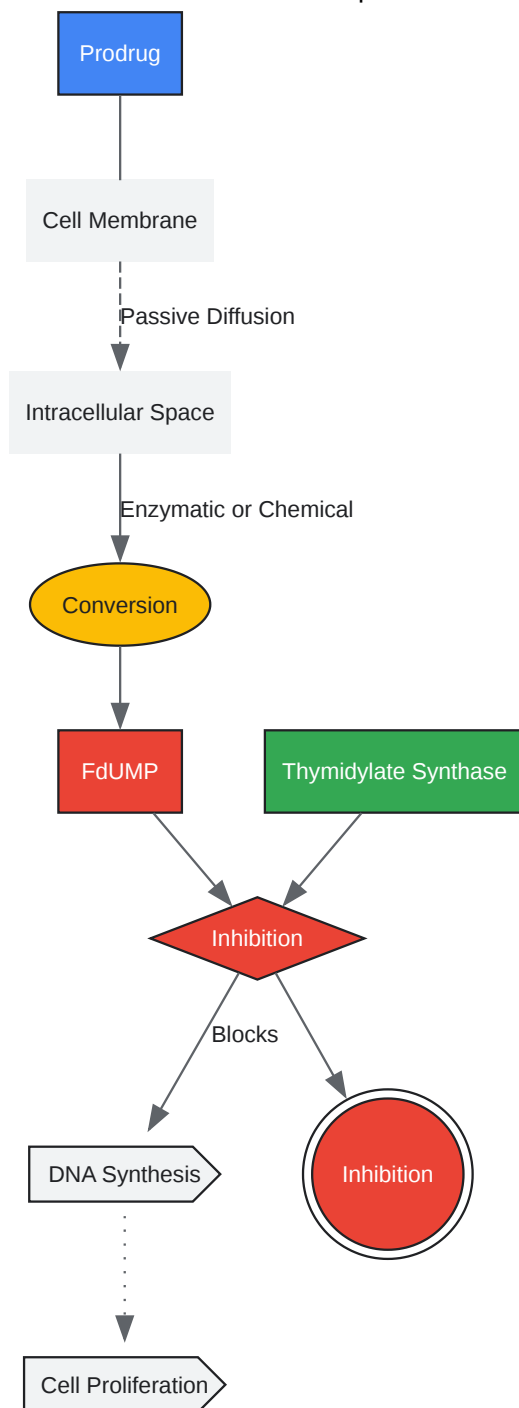 Prodrug
Cell Membrane
Passive Diffusion
Intracellular Space
Enzymatic or Chemical
Conversion
FdUMP
Thymidylate Synthase
Inhibition
Blocks
DNA Synthesis
Inhibition
Cell Proliferation